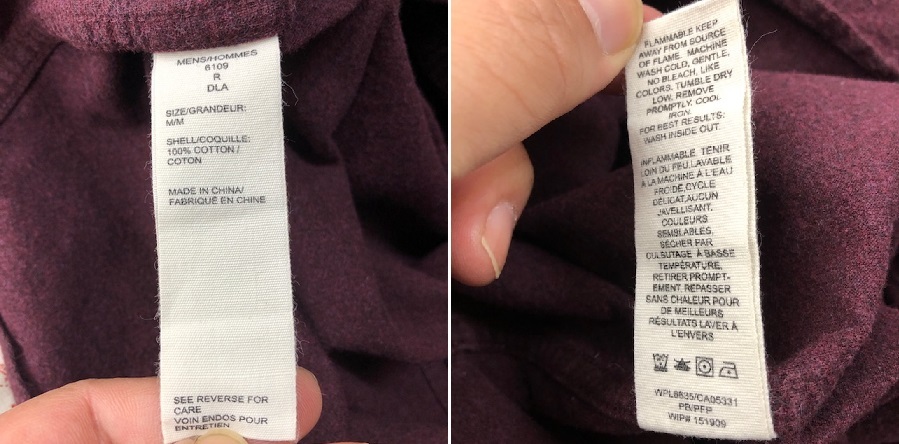 MENS/HOMMES
6109
R
DLA
SIZE/GRANDEUR:
M/M
SHELL/COQUILLE:
100% COTTON /
COTON
MADE IN CHINA/
FABRIQUÉ EN CHINE
SEE REVERSE FOR
CARE
VOIN ENDOS POUR
ENTRETIEN
FLAMMABLE KEEP
AWAY FROM SOURCE
OF FLAME. MACHINE
WASH COLD, GENTLE,
NO BLEACH, LIKE
COLORS, TUMBLE DRY
LOW, REMOVE
PROMPTLY, COOL
IRON.
FOR BEST RESULTS:
WASH INSIDE OUT.
INFLAMMABLE TENIR
LOIN DU FEU,LAVABLE
A LA MACHINE À L'EAU
FROIDE,CYCLE
DÉLICAT,AUCUN
JAVELLISANT,
COULEURS
SEMBLABLES,
SÉCHER PAR
CULBUTAGE À BASSE
TEMPÉRATURE,
RETIRER PROMPT-
EMENT, REPASSER
SANS CHALEUR POUR
DE MEILLEURS
RÉSULTATS LAVER À
L'ENVERS
WPL8635/CA05331
PB/PFP
WIP# 151909